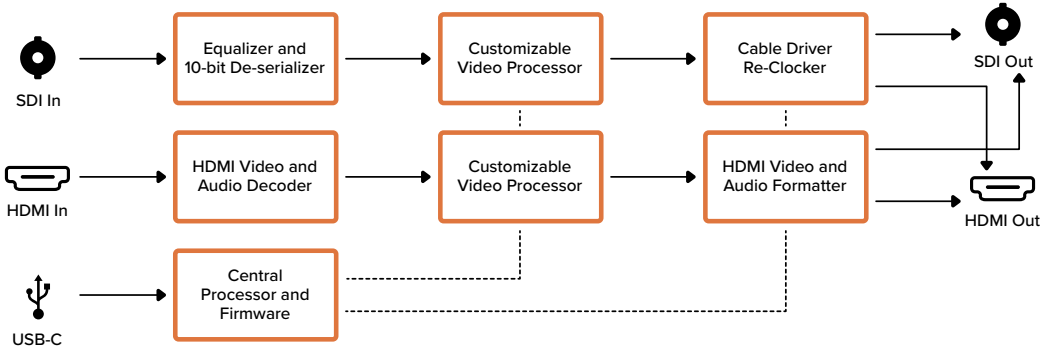 SDI In
Equalizer and
10-bit De-serializer
Customizable
Video Processor
Cable Driver
Re-Clocker
SDI Out
HDMI In
HDMI Video and
Audio Decoder
Customizable
Video Processor
HDMI Video and
Audio Formatter
HDMI Out
USB-C
Central
Processor and
Firmware